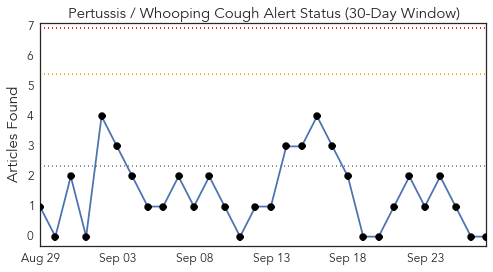 Pertussis / Whooping Cough Alert Status (30-Day Window)
7
6
5
4
3
2
1
0
Articles Found
Aug 29 Sep 03 Sep 08 Sep 13 Sep 18 Sep 23